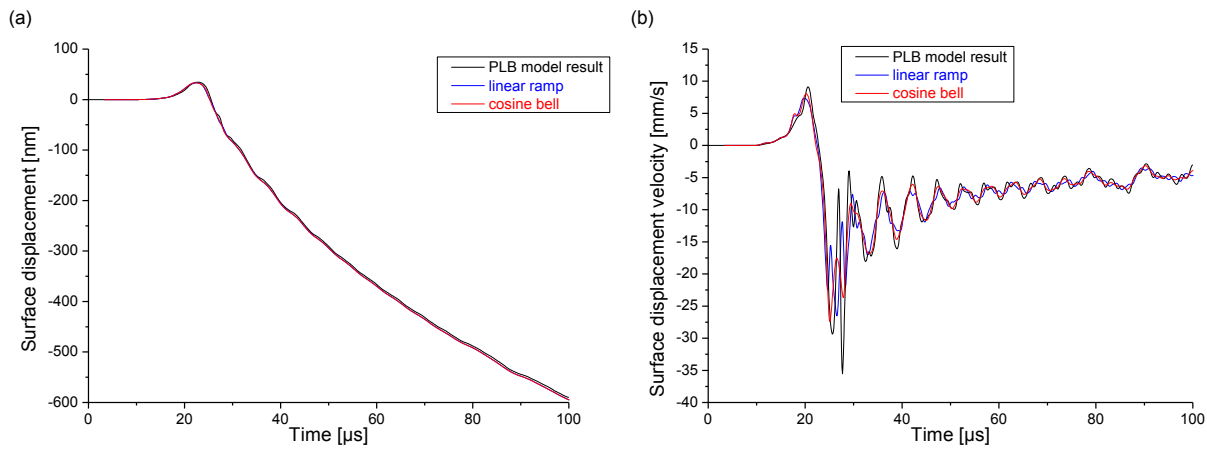 (a)
100
0
-100
-200
-300
-400
-500
-600
Surface displacement [nm]
PLB model result
linear ramp
cosine bell
0
20
40
60
80
100
Time [µs]
(b)
15
10
5
0
-5
-10
-15
-20
-25
-30
-35
-40
Surface displacement velocity [mm/s]
PLB model result
linear ramp
cosine bell
0
20
40
60
80
100
Time [µs]